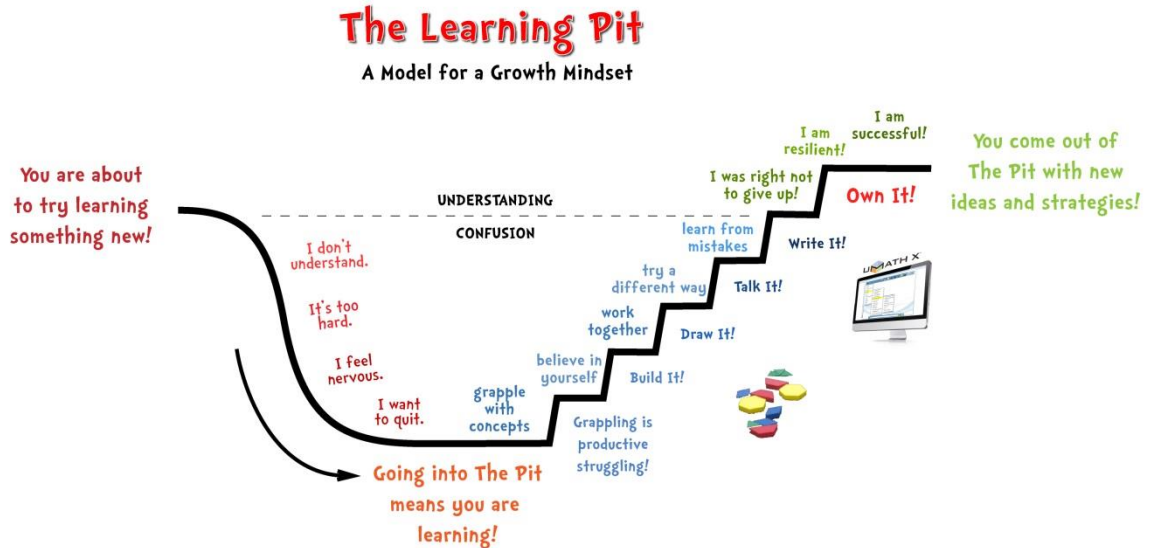 The Learning Pit
A Model for a Growth Mindset
You are about
to try learning
something new!
UNDERSTANDING
CONFUSION
I don't
understand.
It's too
hard.
I feel
nervous.
I want
to quit.
Going into The Pit
means you are
learning!
grapple
with
concepts
Grappling is
productive
struggling!
believe in
yourself
Build It!
work
together
Draw It!
try a
different way
Talk It!
learn from
mistakes
Write It!
I was right not
to give up!
Own It!
I am
resilient!
I am
successful!
You come out of
The Pit with new
ideas and strategies!
uMATH X